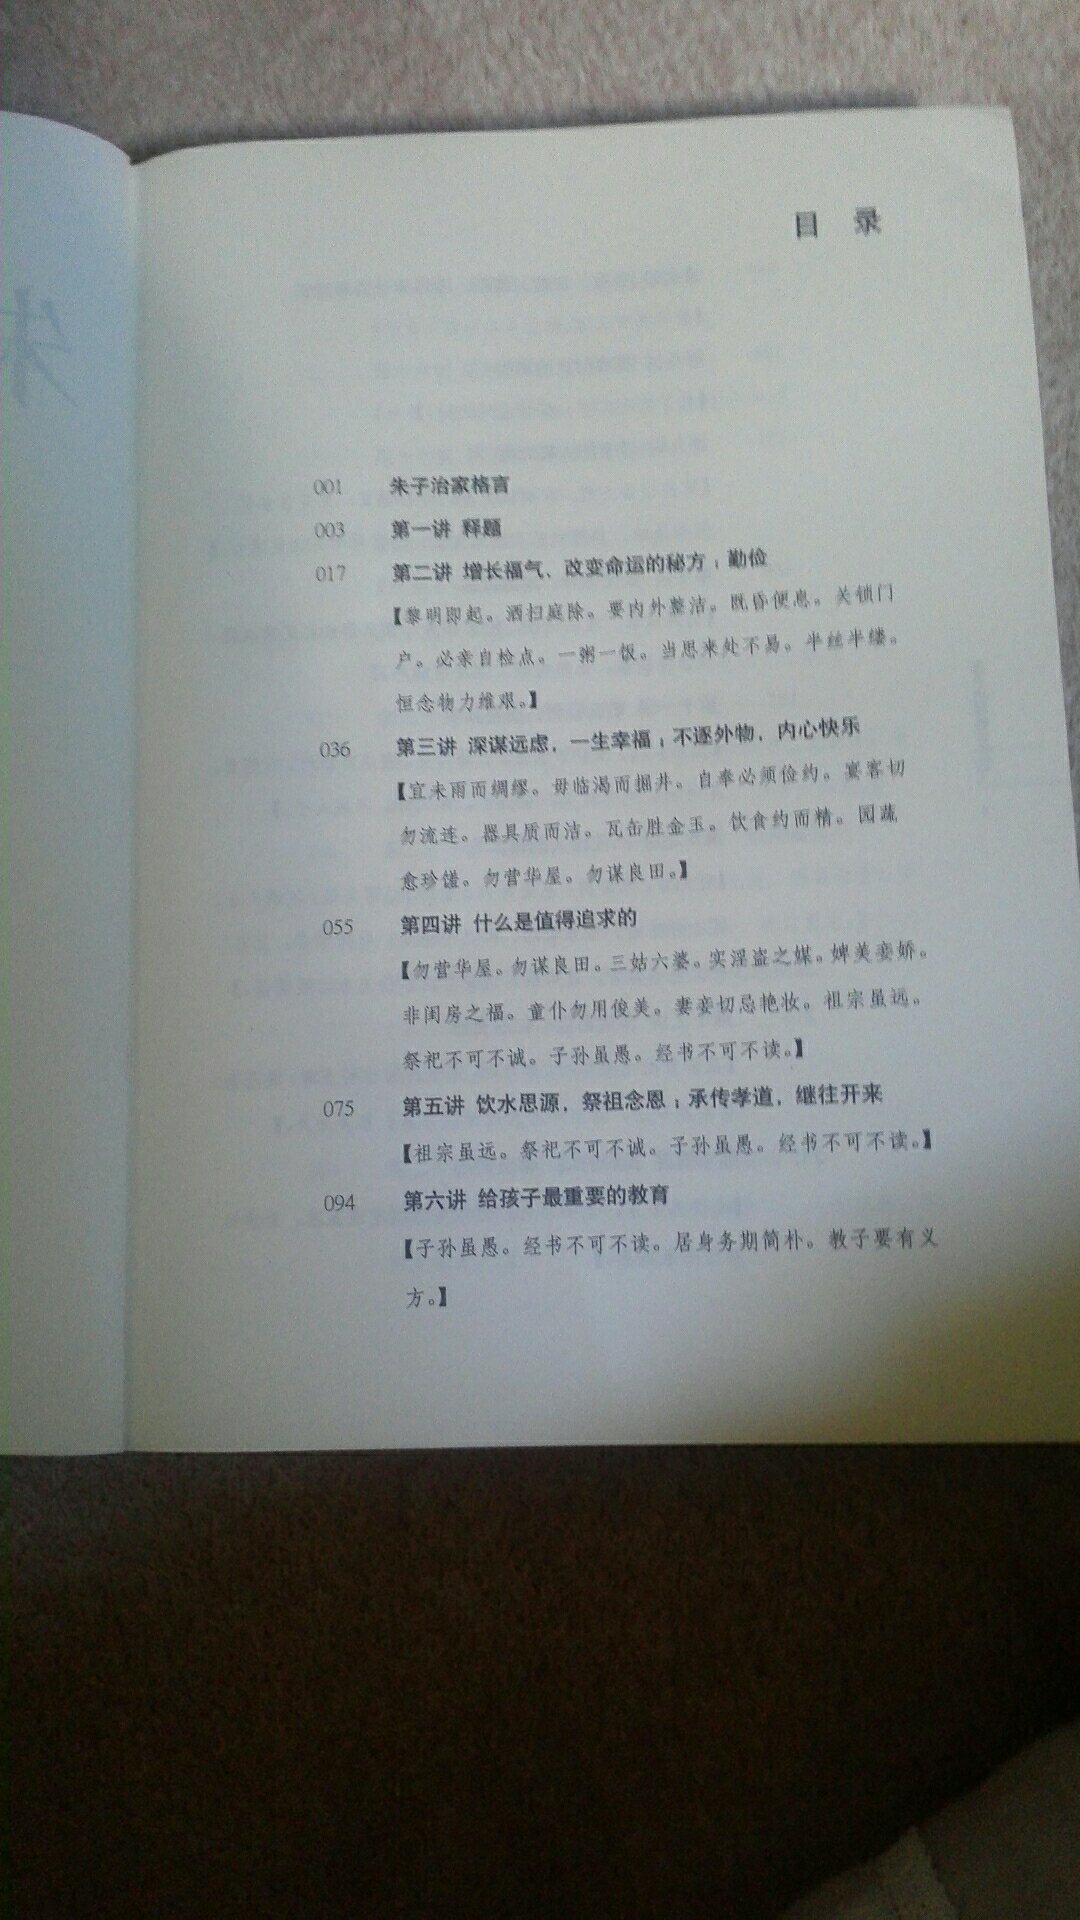 目 录
001 朱子治家格言
003 第一讲 释题
017 第二讲 增长福气、改变命运的秘方：勤俭
【黎明即起。洒扫庭除。要内外整洁。既昏便息。关锁门
户。必亲自检点。一粥一饭。当思来处不易。半丝半缕。
恒念物力维艰。】
036 第三讲 深谋远虑，一生幸福；不逐外物，内心快乐
【宜未雨而绸缪。毋临渴而掘井。自奉必须俭约。宴客切
勿流连。器具质而洁。瓦缶胜金玉。饮食约而精。园蔬
愈珍馐。勿营华屋。勿谋良田。】
055 第四讲 什么是值得追求的
【勿营华屋。勿谋良田。三姑六婆。实淫盗之媒。婢美妾娇。
非闺房之福。童仆勿用俊美。妻妾切忌艳妆。祖宗虽远。
祭祀不可不诚。子孙虽愚。经书不可不读。】
075 第五讲 饮水思源，祭祖念恩；承传孝道，继往开来
【祖宗虽远。祭祀不可不诚。子孙虽愚。经书不可不读。】
094 第六讲 给孩子最重要的教育
【子孙虽愚。经书不可不读。居身务期简朴。教子要有义
方。】